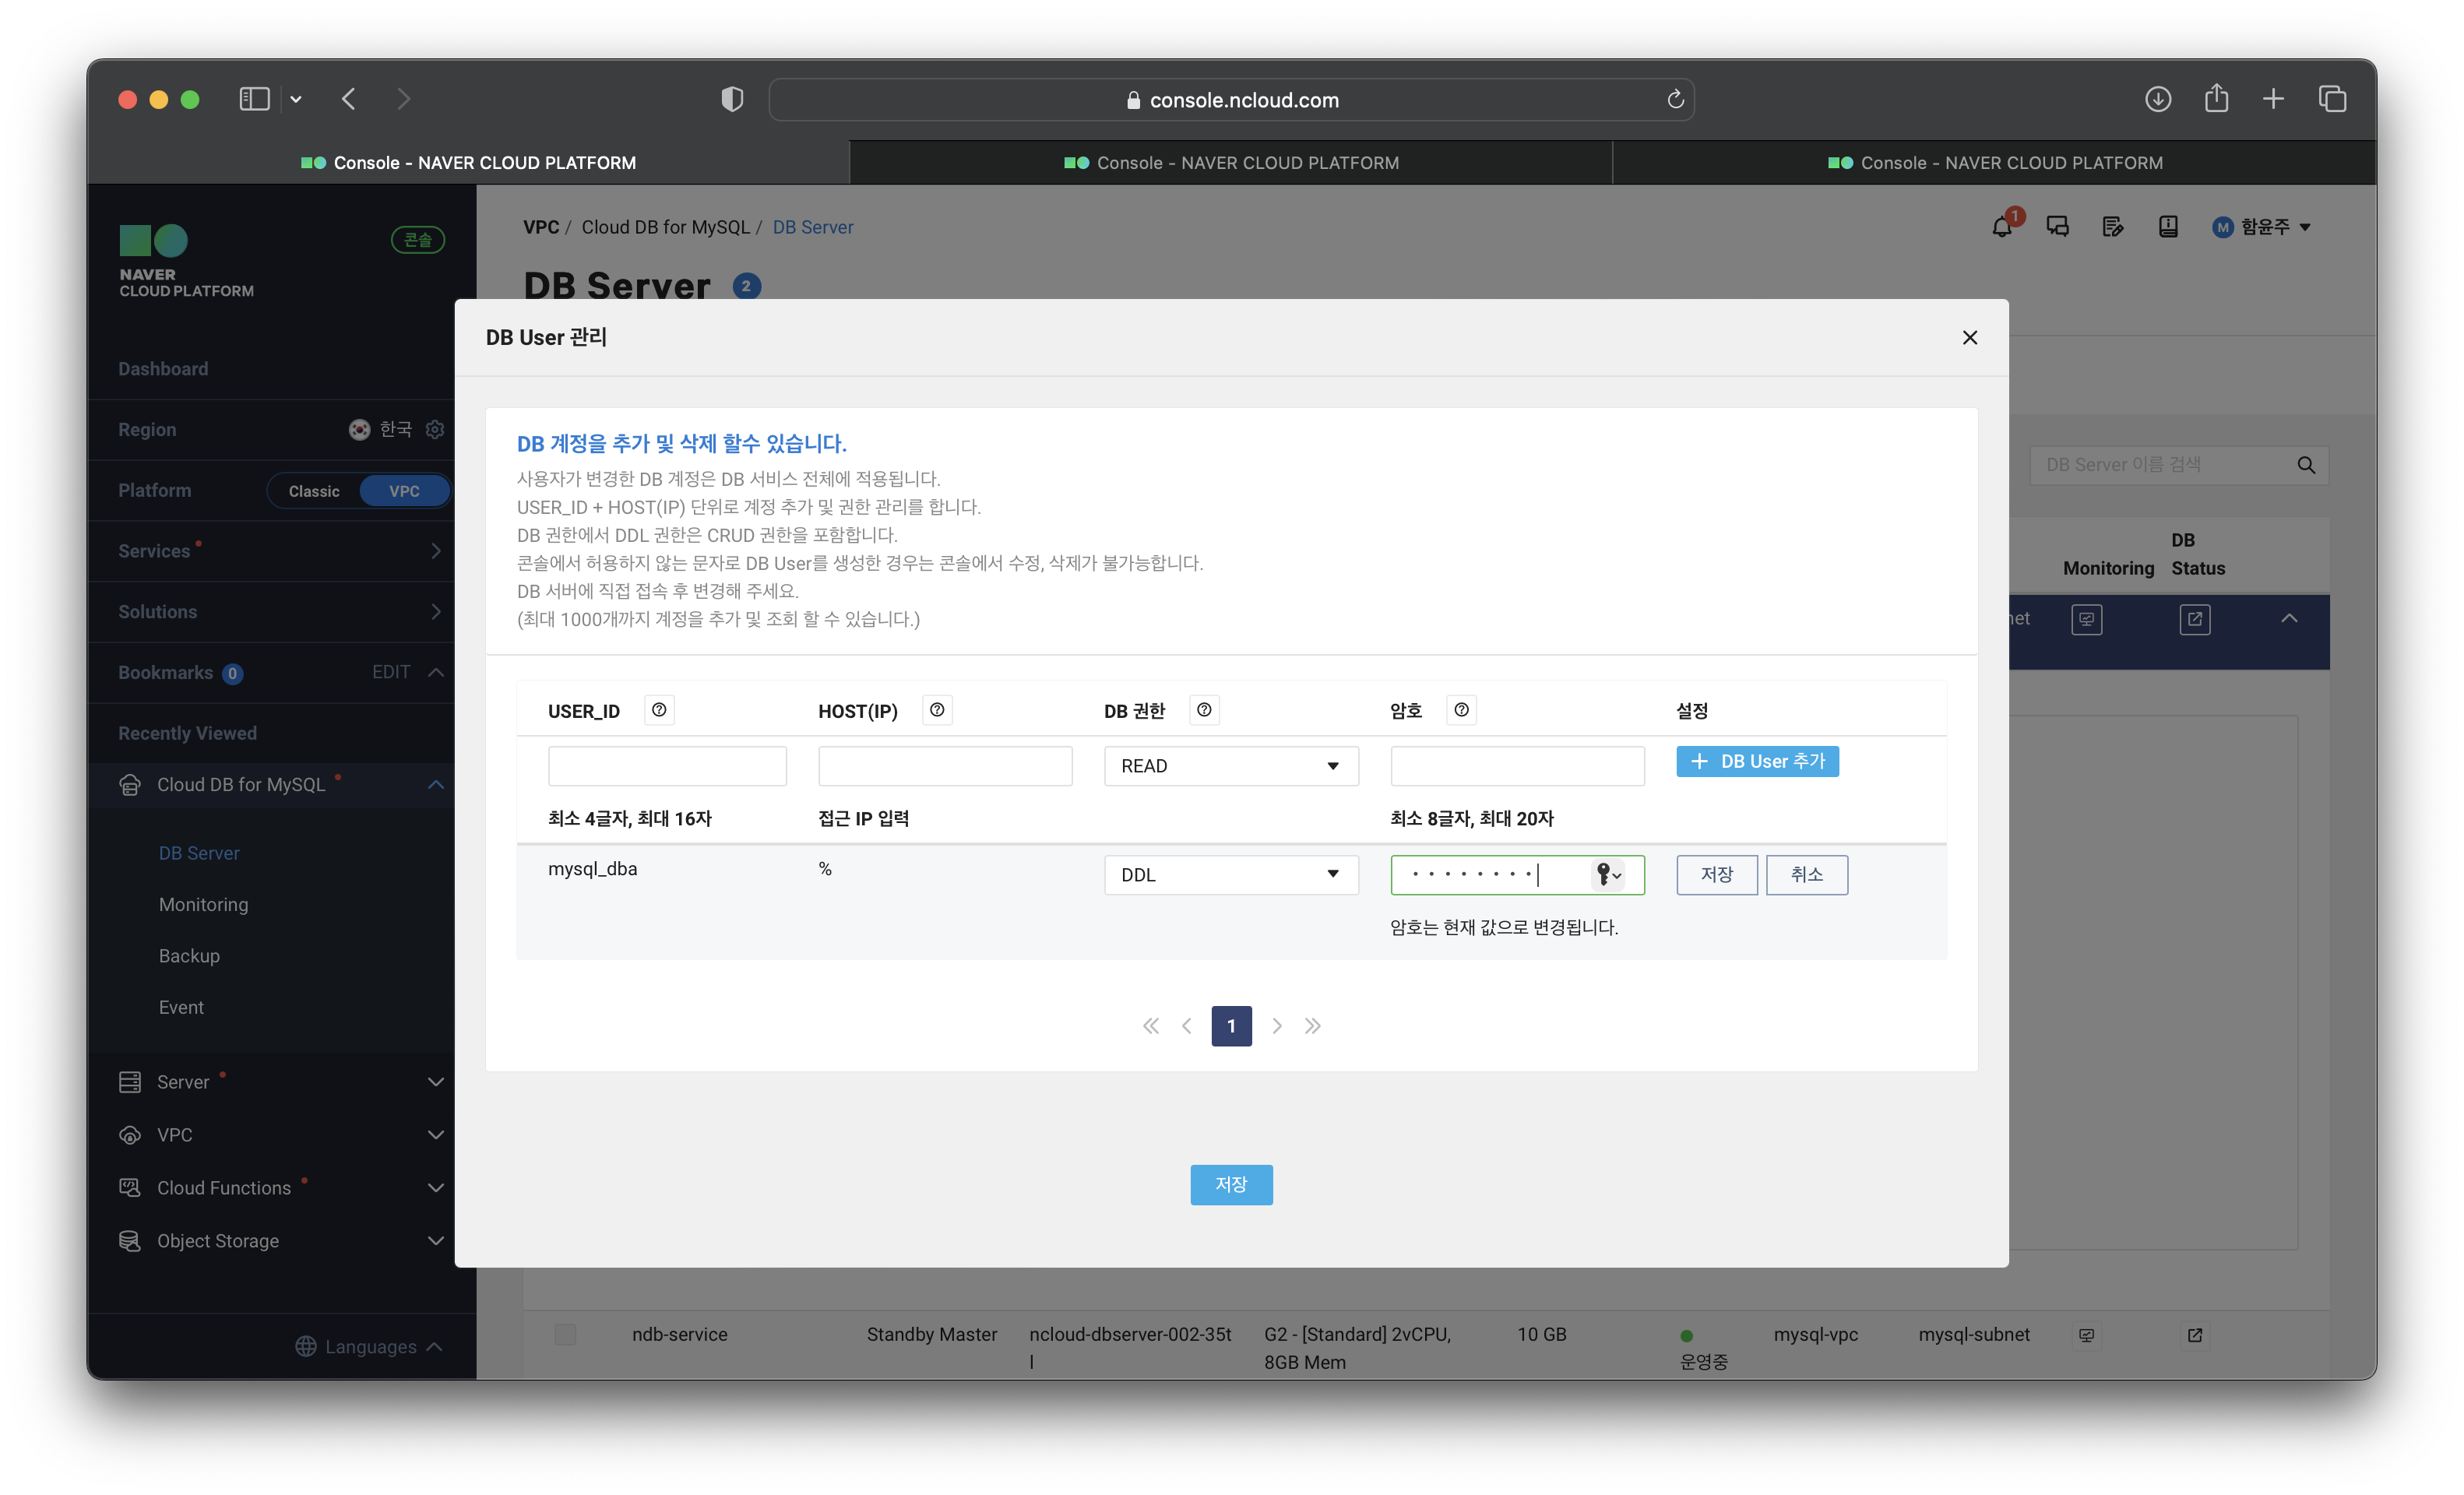 console.ncloud.com
Console - NAVER CLOUD PLATFORM
Console - NAVER CLOUD PLATFORM
Console - NAVER CLOUD PLATFORM
NAVER
CLOUD PLATFORM
콘솔
Dashboard
Region 한국
Platform Classic VPC
Services
Solutions
Bookmarks 0 EDIT
Recently Viewed
Cloud DB for MySQL
DB Server
Monitoring
Backup
Event
Server
VPC
Cloud Functions
Object Storage
Languages
VPC / Cloud DB for MySQL / DB Server
1
M 함윤주
DB Server 2
DB User 관리
DB 계정을 추가 및 삭제 할수 있습니다.
사용자가 변경한 DB 계정은 DB 서비스 전체에 적용됩니다.
USER_ID + HOST(IP) 단위로 계정 추가 및 권한 관리를 합니다.
DB 권한에서 DDL 권한은 CRUD 권한을 포함합니다.
콘솔에서 허용하지 않는 문자로 DB User를 생성한 경우는 콘솔에서 수정, 삭제가 불가능합니다.
DB 서버에 직접 접속 후 변경해 주세요.
(최대 1000개까지 계정을 추가 및 조회 할 수 있습니다.)
USER_ID HOST(IP) DB 권한 암호 설정
READ + DB User 추가
최소 4글자, 최대 16자 접근 IP 입력 최소 8글자, 최대 20자
mysql_dba % DDL ········ 저장 취소
암호는 현재 값으로 변경됩니다.
1
저장
DB Server 이름 검색
DB
Monitoring Status
net
ndb-service Standby Master ncloud-dbserver-002-35t G2 - [Standard] 2vCPU, 10 GB mysql-vpc mysql-subnet
l 8GB Mem 운영중